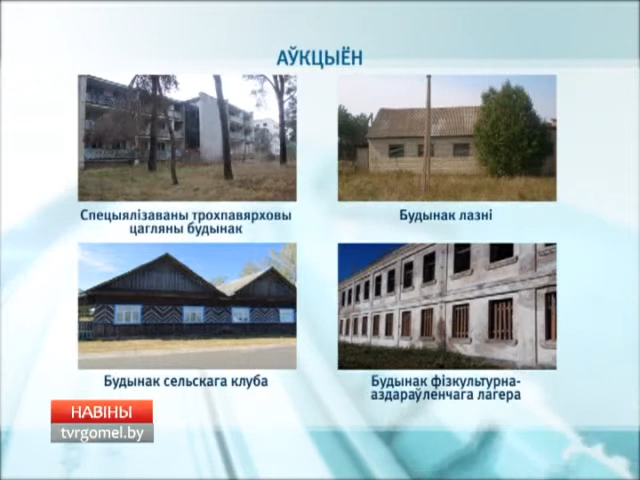 АЎКЦЫЁН
Спецыялізаваны трохпавярховы
цагляны будынак
Будынак лазні
Будынак сельскага клуба
Будынак фізкультурна-
аздараўленчага лагера
НАВІНЫ
tvrgomel.by